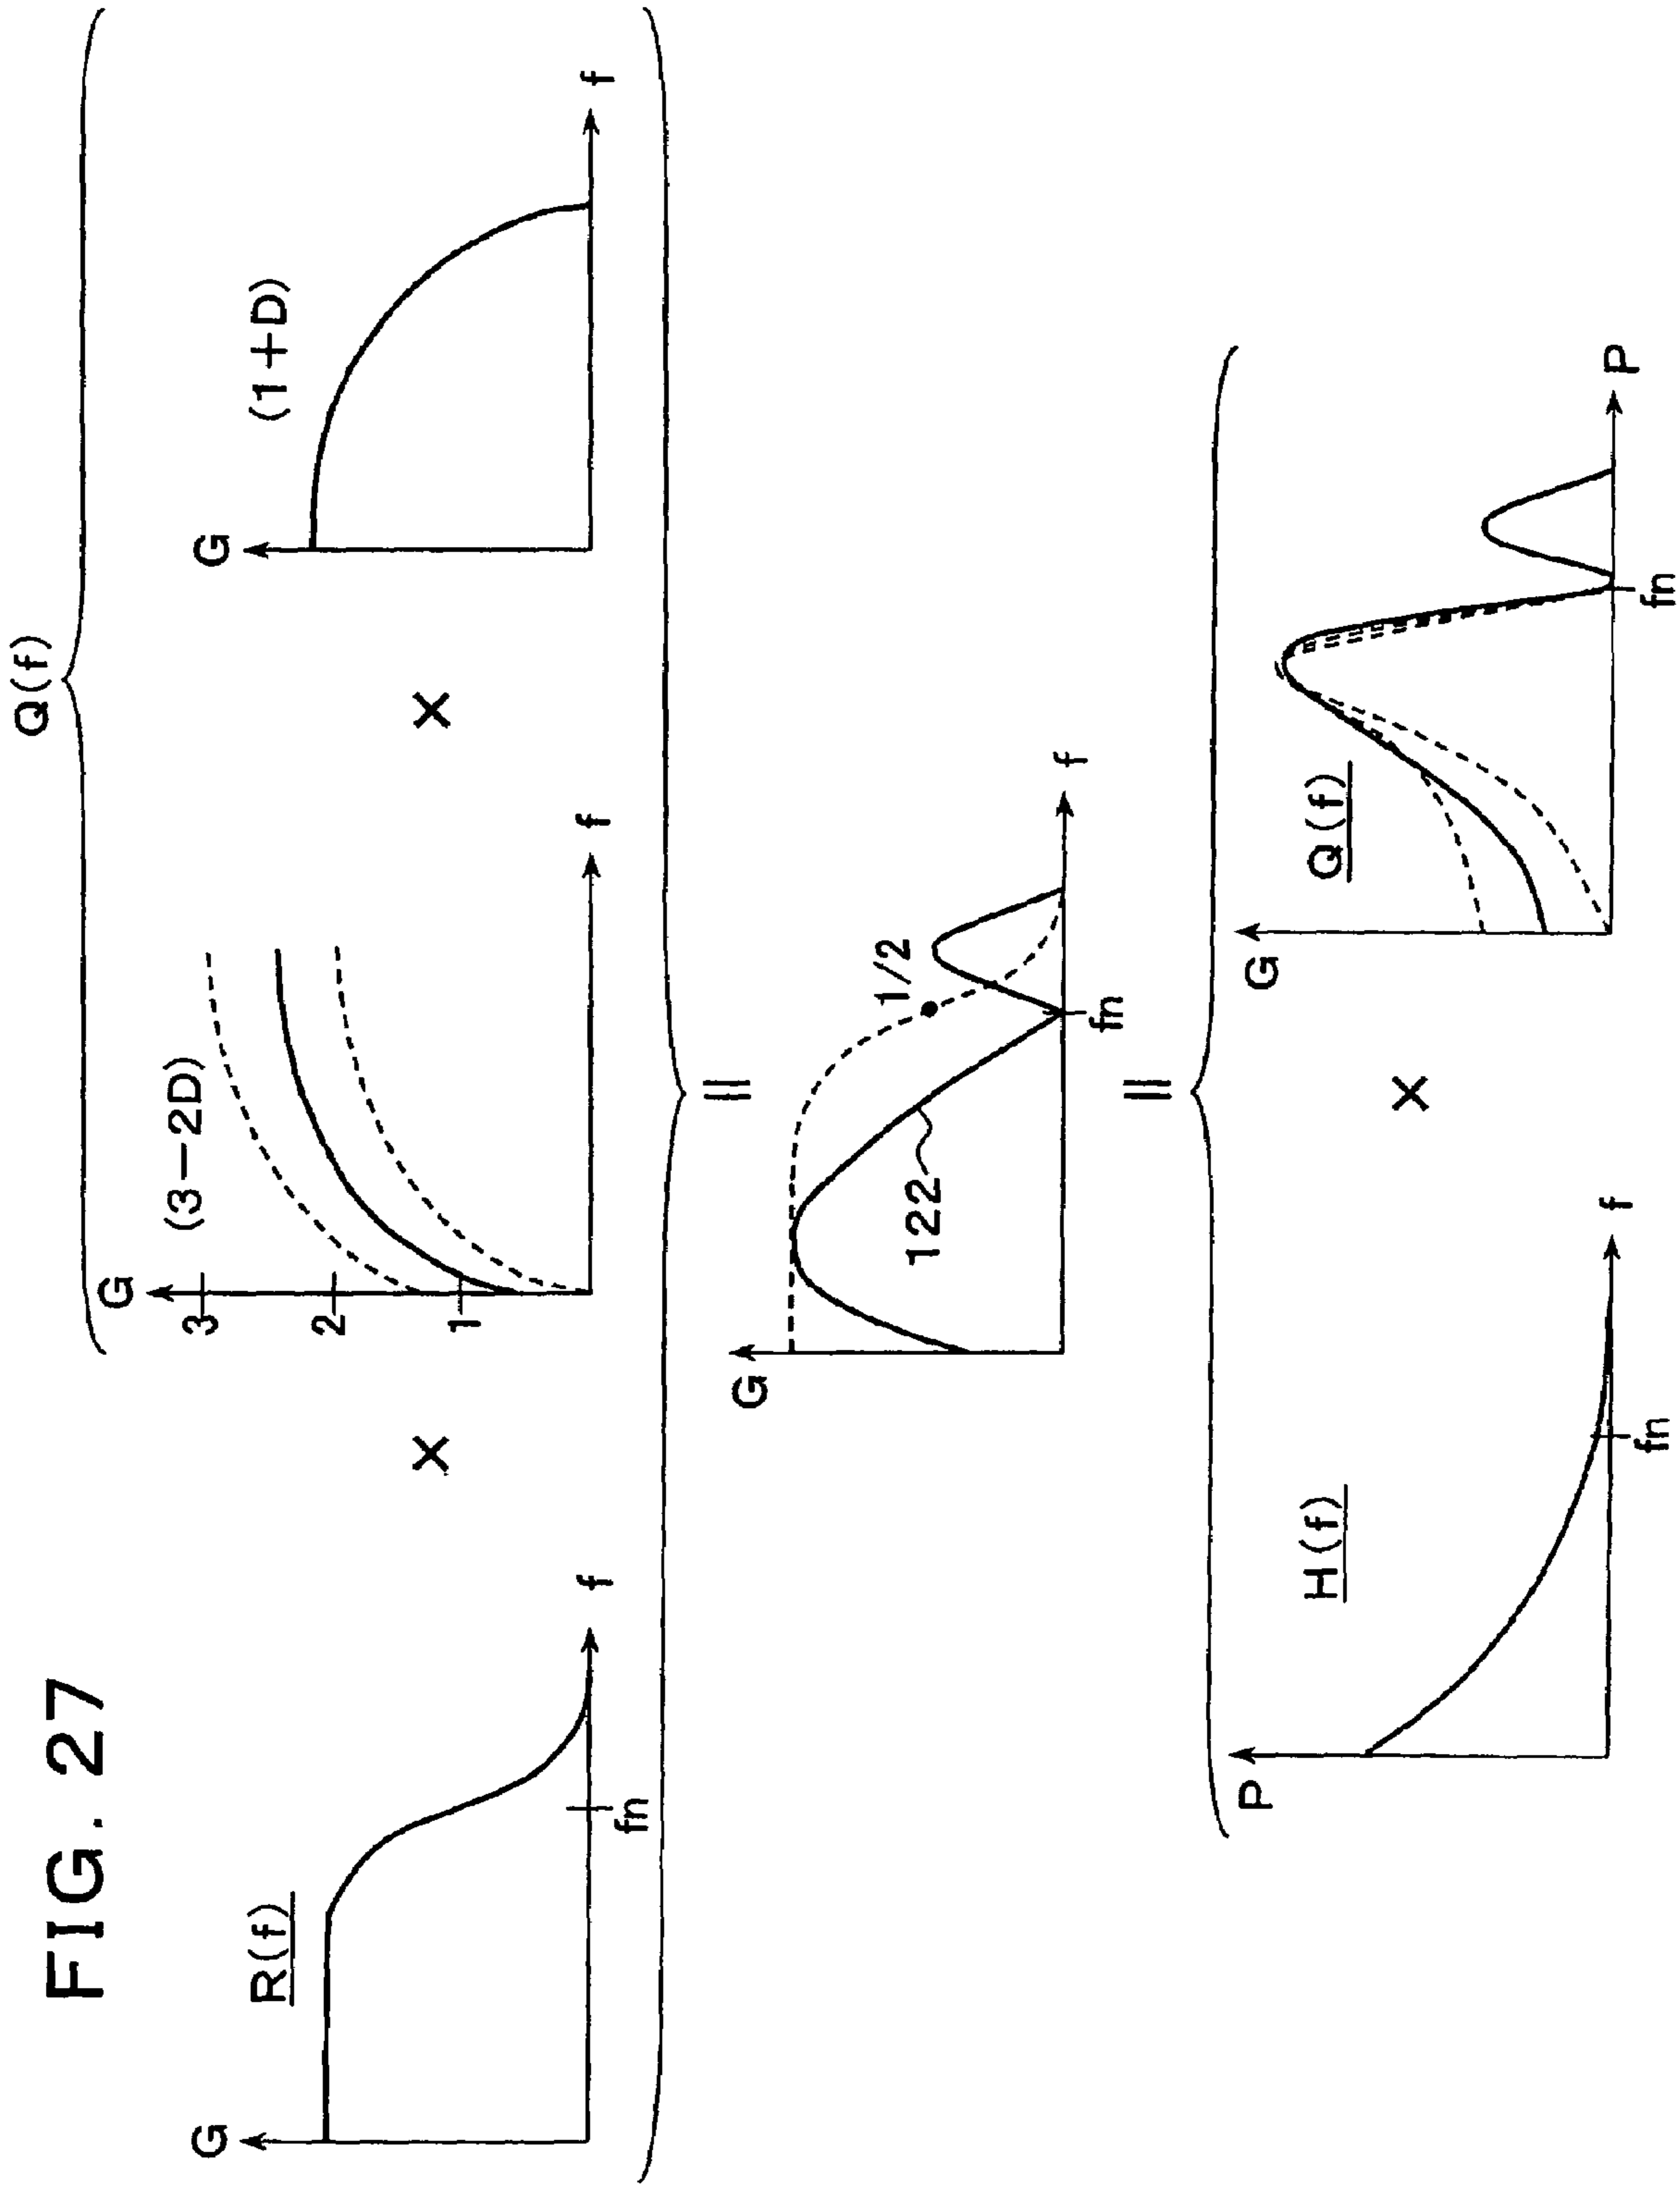 FIG. 27
Q(f)
R(f)
G
fn
f
×
(3−2D)
G
3
2
1
f
×
(1+D)
G
f
=
G
122
1/2
fn
f
=
H(f)
P
fn
f
×
Q(f)
G
fn
P